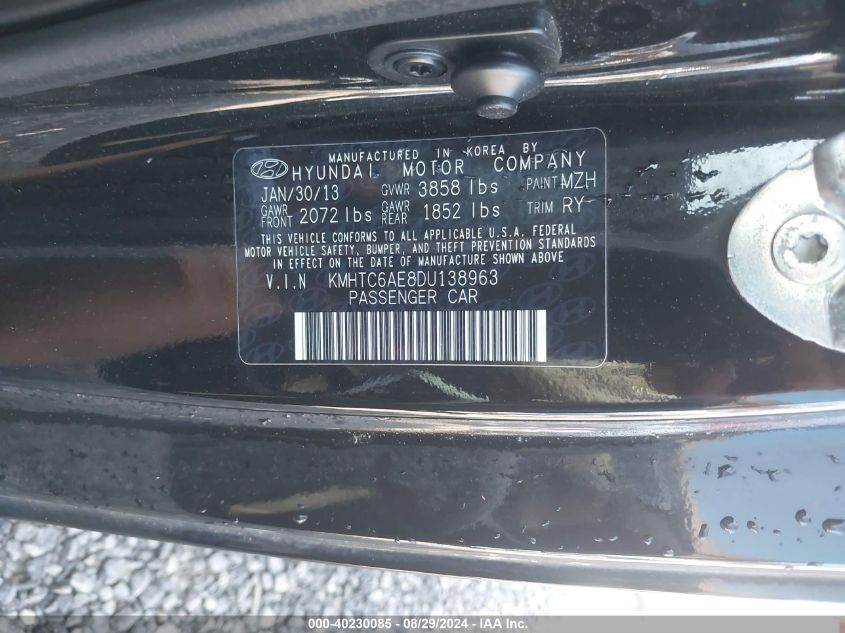 MANUFACTURED IN KOREA BY
HYUNDAI MOTOR COMPANY
JAN/30/13 GVWR 3858 lbs PAINT MZH
GAWR FRONT 2072 lbs GAWR REAR 1852 lbs TRIM RY
THIS VEHICLE CONFORMS TO ALL APPLICABLE U.S.A. FEDERAL
MOTOR VEHICLE SAFETY, BUMPER, AND THEFT PREVENTION STANDARDS
IN EFFECT ON THE DATE OF MANUFACTURE SHOWN ABOVE
V.I.N KMHTC6AE8DU138963
PASSENGER CAR
000-40230085 - 08/29/2024 - IAA Inc.